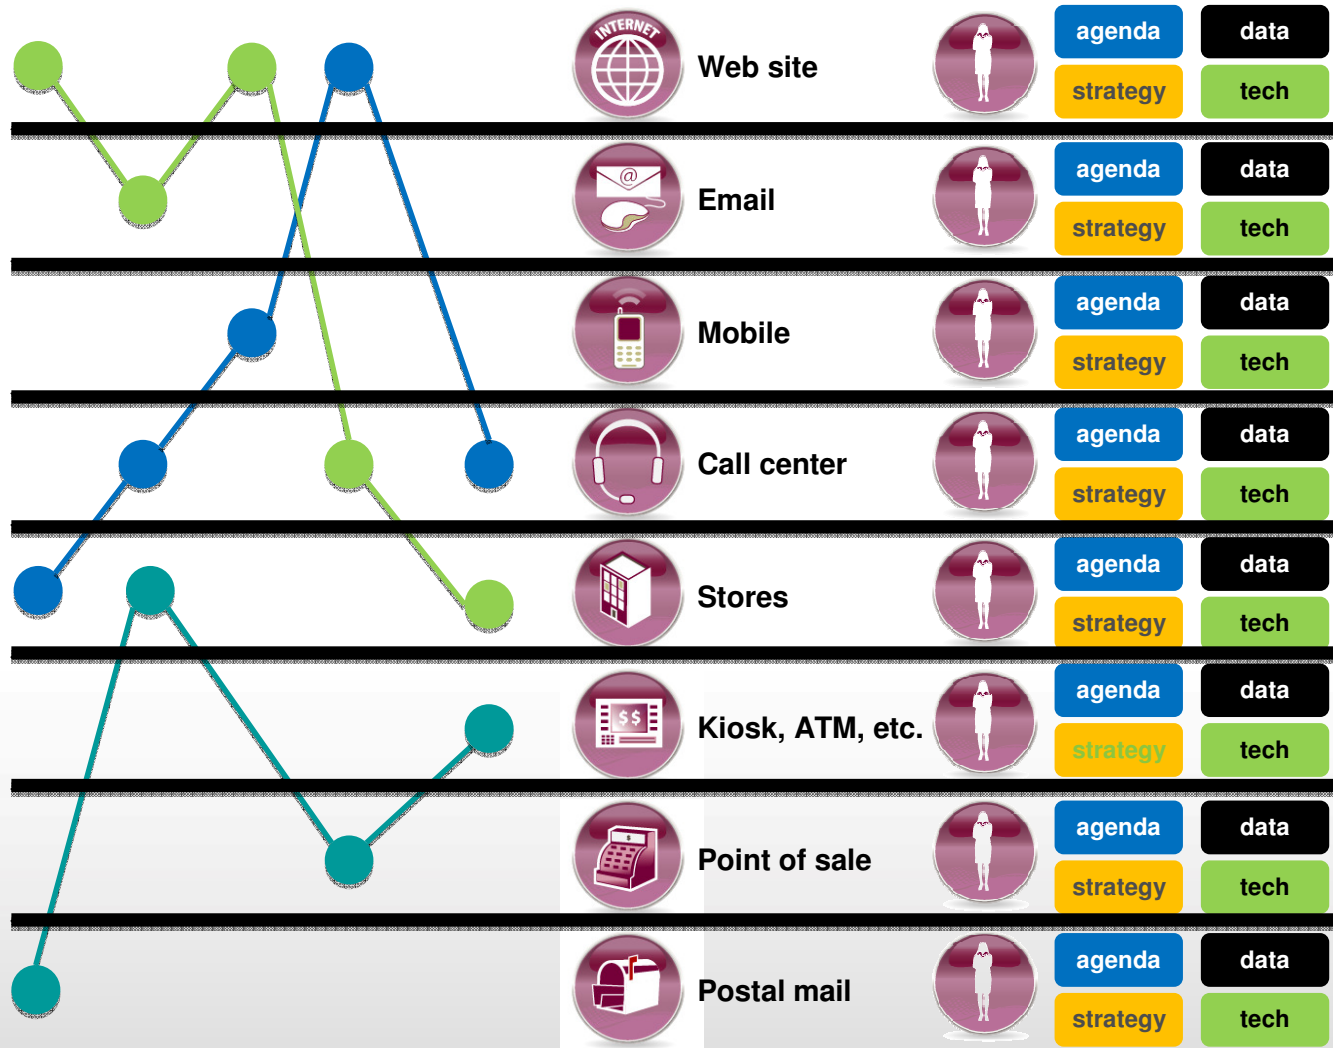 INTERNET
Web site
agenda data
strategy tech
@
Email
agenda data
strategy tech
Mobile
agenda data
strategy tech
Call center
agenda data
strategy tech
Stores
agenda data
strategy tech
$$
Kiosk, ATM, etc.
agenda data
strategy tech
Point of sale
agenda data
strategy tech
Postal mail
agenda data
strategy tech